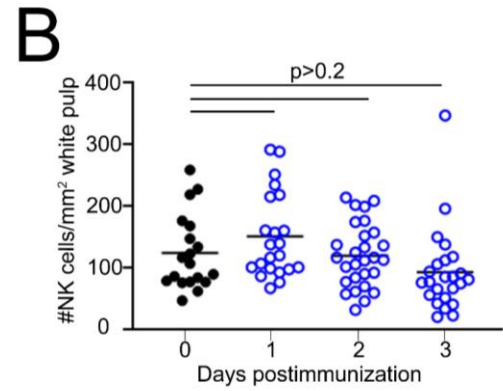 B
p>0.2
#NK cells/mm² white pulp
400
300
200
100
0
0 1 2 3
Days postimmunization